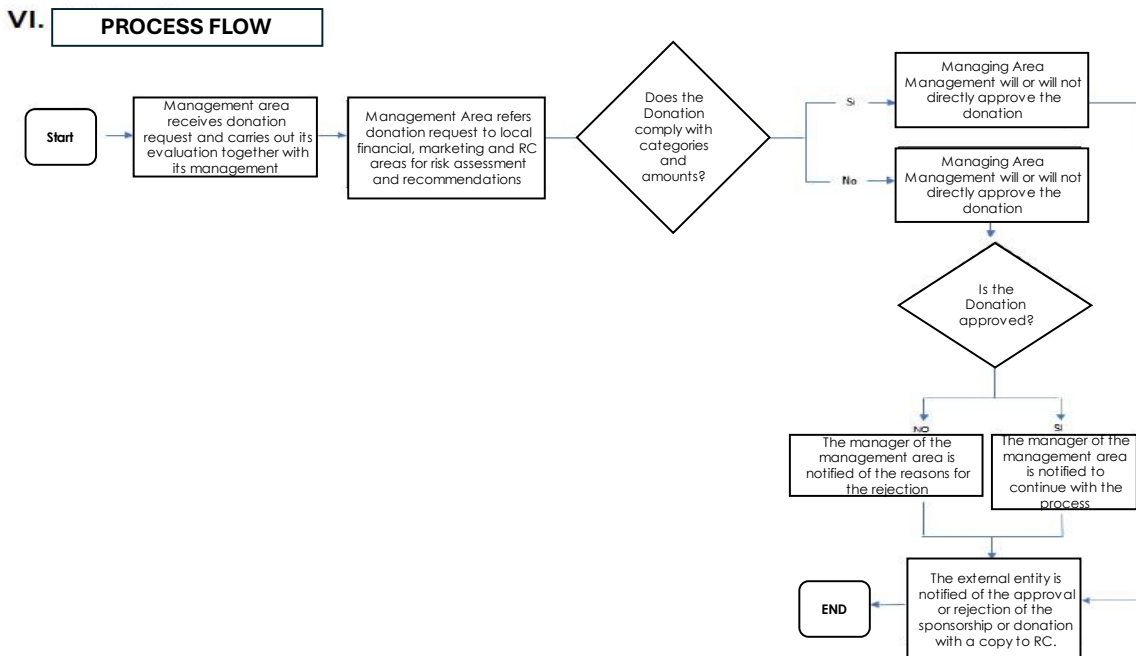 VI.
PROCESS FLOW
Start
Management area
receives donation
request and carries out its
evaluation together with
its management
Management Area refers
donation request to local
financial, marketing and RC
areas for risk assessment
and recommendations
Does the
Donation
comply with
categories
and
amounts?
Si
Managing Area
Management will or will not
directly approve the
donation
No
Managing Area
Management will or will not
directly approve the
donation
Is the
Donation
approved?
NO
The manager of the
management area is
notified of the reasons for
the rejection
SI
The manager of the
management area
is notified to
continue with the
process
The external entity is
notified of the approval
or rejection of the
sponsorship or donation
with a copy to RC.
END